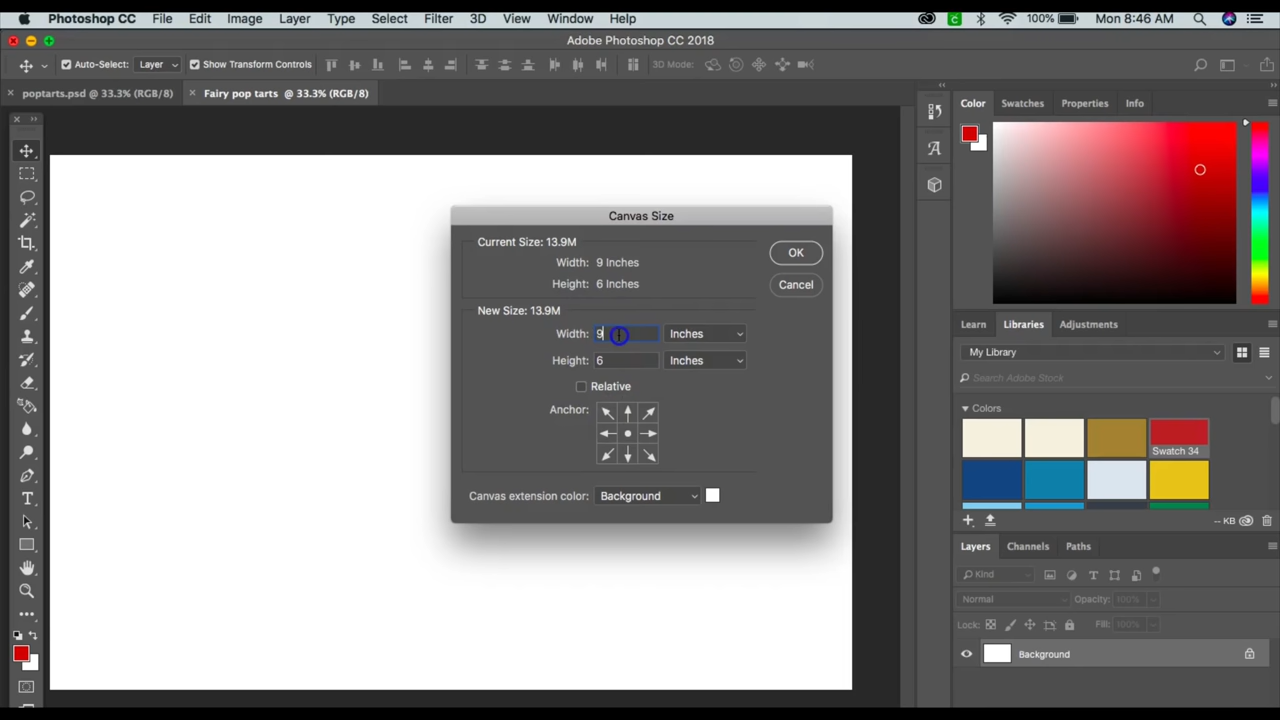 Photoshop CC File Edit Image Layer Type Select Filter 3D View Window Help 100% Mon 8:46 AM
Adobe Photoshop CC 2018
Auto-Select: Layer Show Transform Controls 3D Mode:
poptarts.psd @ 33.3% (RGB/8) Fairy pop tarts @ 33.3% (RGB/8)
Color Swatches Properties Info
Canvas Size
Current Size: 13.9M
Width: 9 Inches
Height: 6 Inches
OK
Cancel
New Size: 13.9M
Width: 9 Inches
Height: 6 Inches
Relative
Anchor:
Canvas extension color: Background
Learn Libraries Adjustments
My Library
Search Adobe Stock
Colors
Swatch 34
-- KB
Layers Channels Paths
Kind
Normal Opacity: 100%
Lock: Fill: 100%
Background